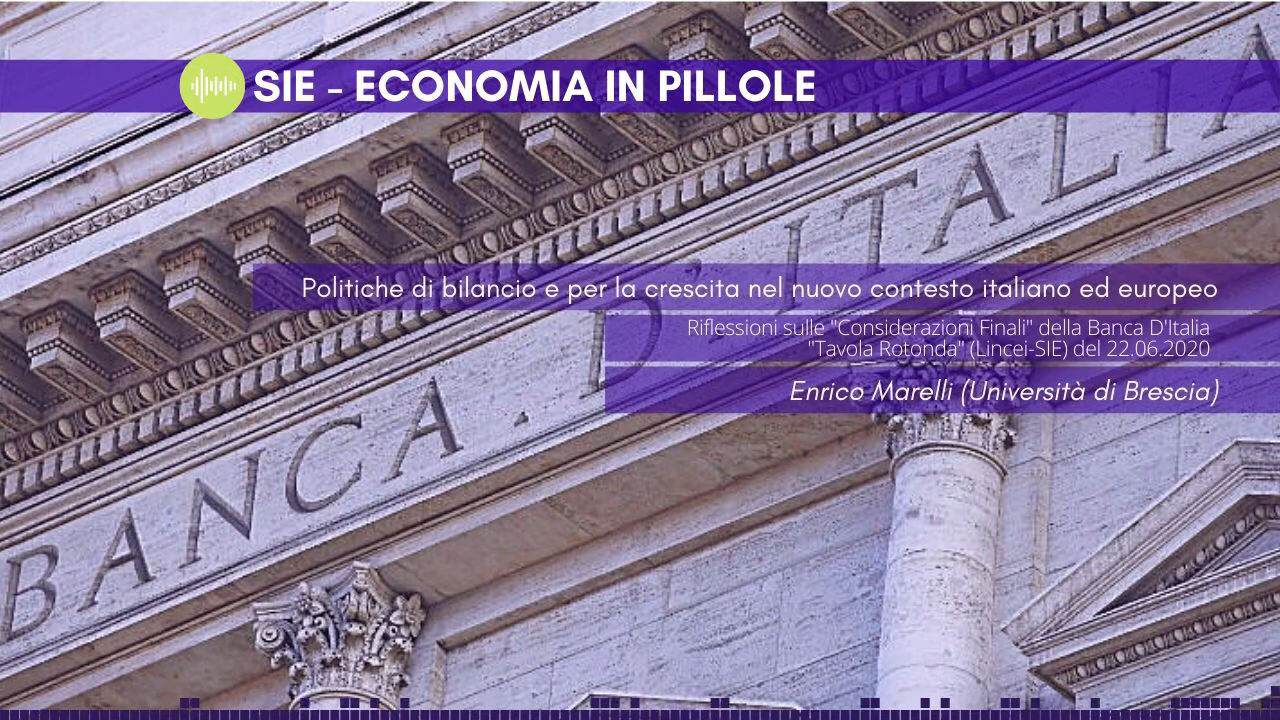 SIE - ECONOMIA IN PILLOLE
Politiche di bilancio e per la crescita nel nuovo contesto italiano ed europeo
Riflessioni sulle "Considerazioni Finali" della Banca D'Italia
"Tavola Rotonda" (Lincei-SIE) del 22.06.2020
Enrico Marelli (Università di Brescia)
BANCA . D'ITALIA